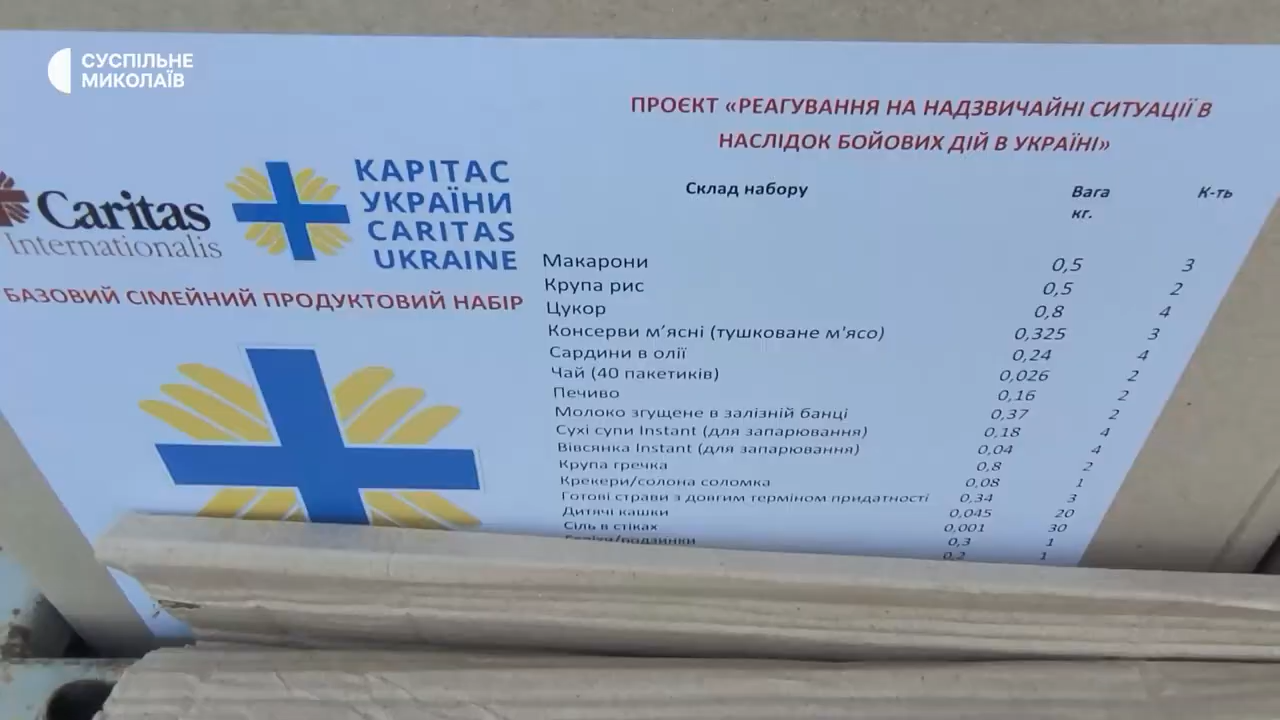 СУСПІЛЬНЕ
МИКОЛАЇВ
ПРОЄКТ «РЕАГУВАННЯ НА НАДЗВИЧАЙНІ СИТУАЦІЇ В
НАСЛІДОК БОЙОВИХ ДІЙ В УКРАЇНІ»
Caritas
Internationalis
КАРІТАС
УКРАЇНИ
CARITAS
UKRAINE
БАЗОВИЙ СІМЕЙНИЙ ПРОДУКТОВИЙ НАБІР
Склад набору Вага К-ть
кг.
Макарони 0,5 3
Крупа рис 0,5 2
Цукор 0,8 4
Консерви м’ясні (тушковане м'ясо) 0,325 3
Сардини в олії 0,24 4
Чай (40 пакетиків) 0,026 2
Печиво 0,16 2
Молоко згущене в залізній банці 0,37 2
Сухі супи Instant (для запарювання) 0,18 4
Вівсянка Instant (для запарювання) 0,04 4
Крупа гречка 0,8 2
Крекери/солона соломка 0,08 1
Готові страви з довгим терміном придатності 0,34 3
Дитячі кашки 0,045 20
Сіль в стіках 0,001 30
0,3 1
0,2 1